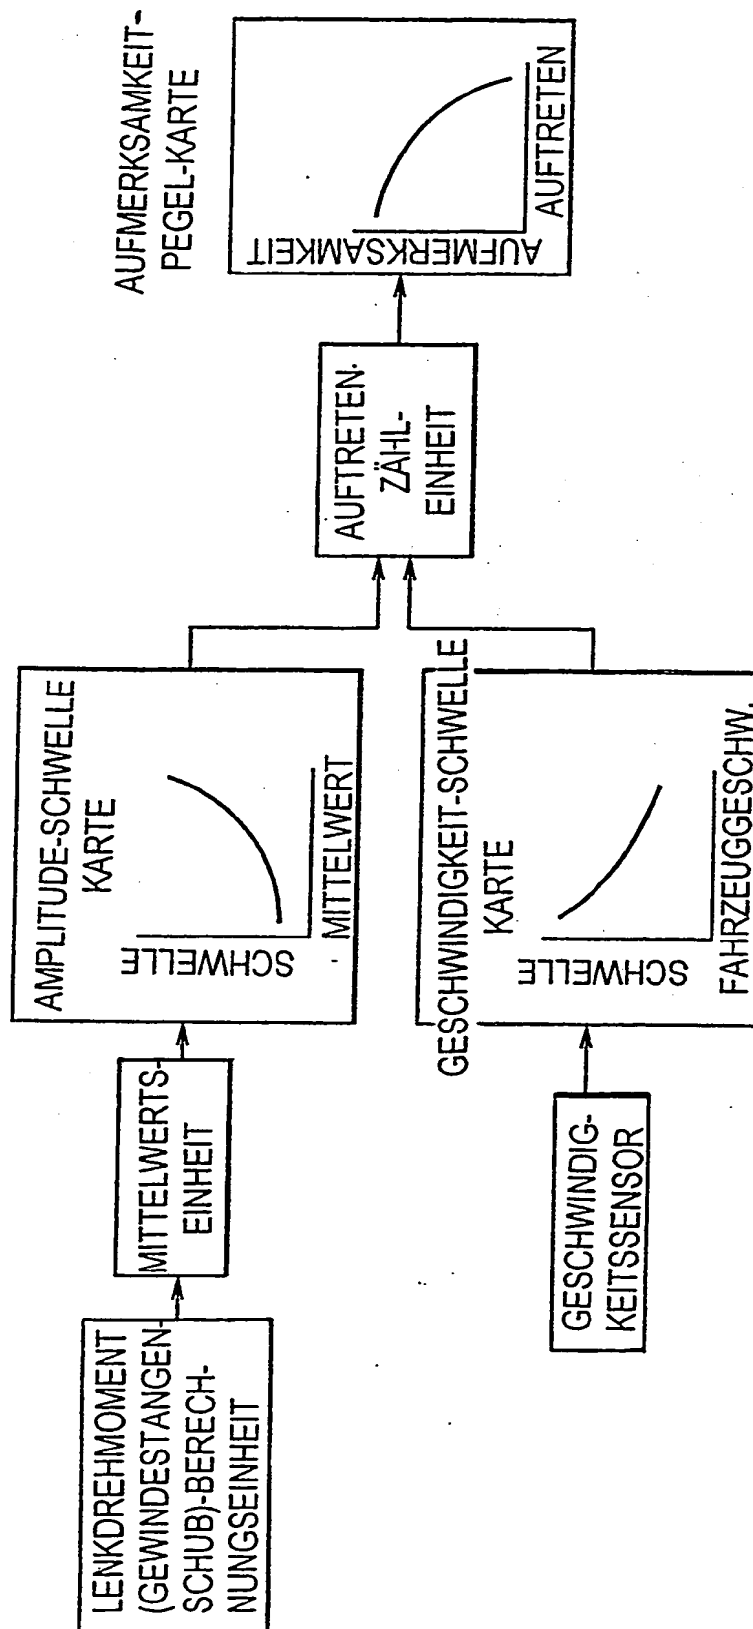 LENKDREHMOMENT
(GEWINDESTANGEN-
SCHUB)-BERECH-
NUNGSEINHEIT
MITTELWERTS-
EINHEIT
AMPLITUDE-SCHWELLE
KARTE
SCHWELLE
MITTELWERT
GESCHWINDIG-
KEITSSENSOR
GESCHWINDIGKEIT-SCHWELLE
KARTE
SCHWELLE
FAHRZEUGGESCHW.
AUFTRETEN-
ZÄHL-
EINHEIT
AUFMERKSAMKEIT-
PEGEL-KARTE
AUFMERKSAMKEIT
AUFTRETEN